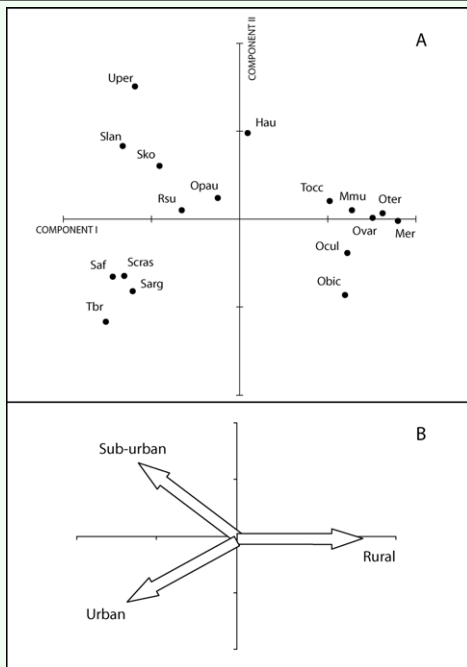 A
COMPONENT II
Uper
Hau
Slan
Sko
Opau
Rsu
Tocc
Mmu
Oter
COMPONENT I
Ovar
Mer
Ocul
Saf
Scras
Sarg
Obic
Tbr
B
Sub-urban
Rural
Urban